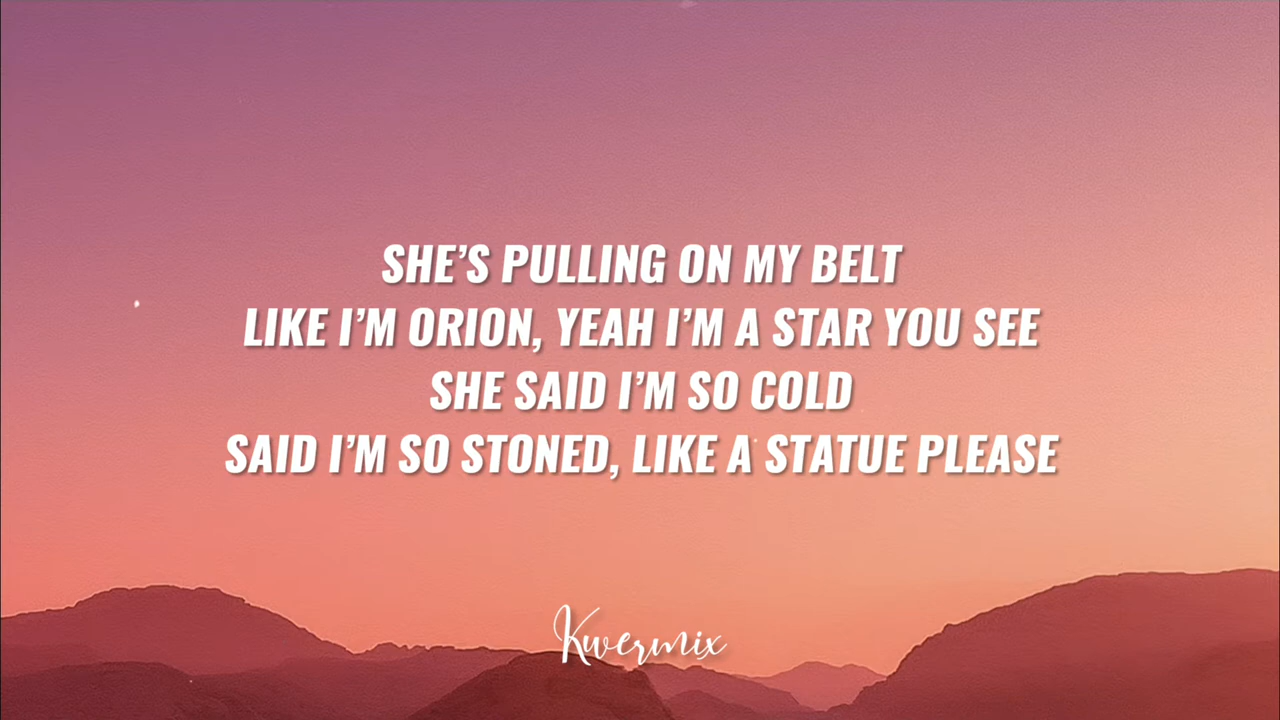 SHE’S PULLING ON MY BELT
LIKE I’M ORION, YEAH I’M A STAR YOU SEE
SHE SAID I’M SO COLD
SAID I’M SO STONED, LIKE A STATUE PLEASE
Kwermix